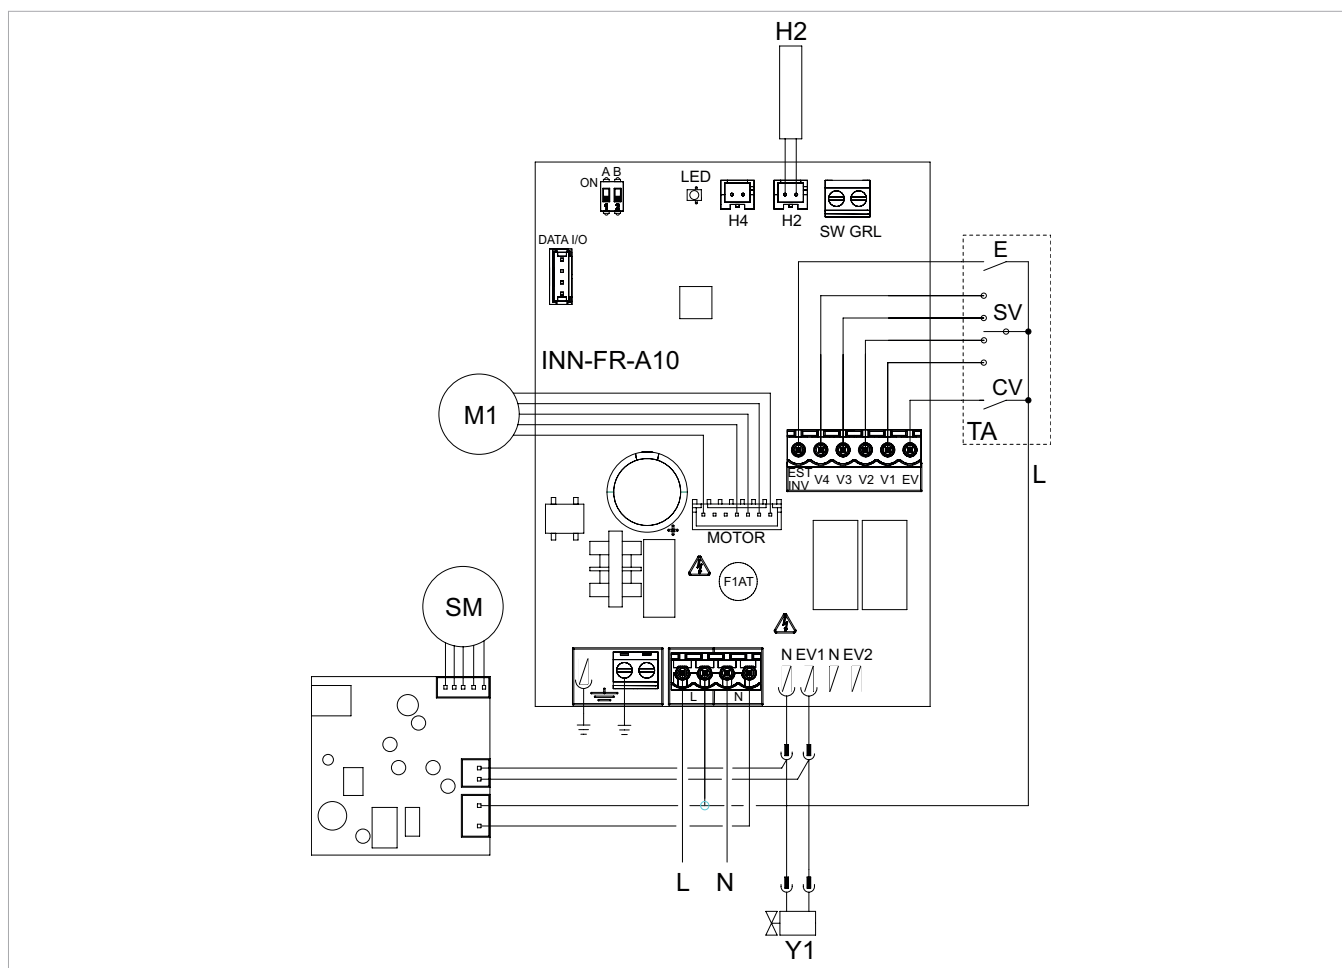 H2
A B
ON
1 2
LED
H4
H2
SW GRL
DATA I/O
E
SV
INN-FR-A10
CV
TA
M1
EST INV
V4
V3
V2
V1
EV
L
MOTOR
F1AT
SM
N EV1 N EV2
L
N
L
N
Y1